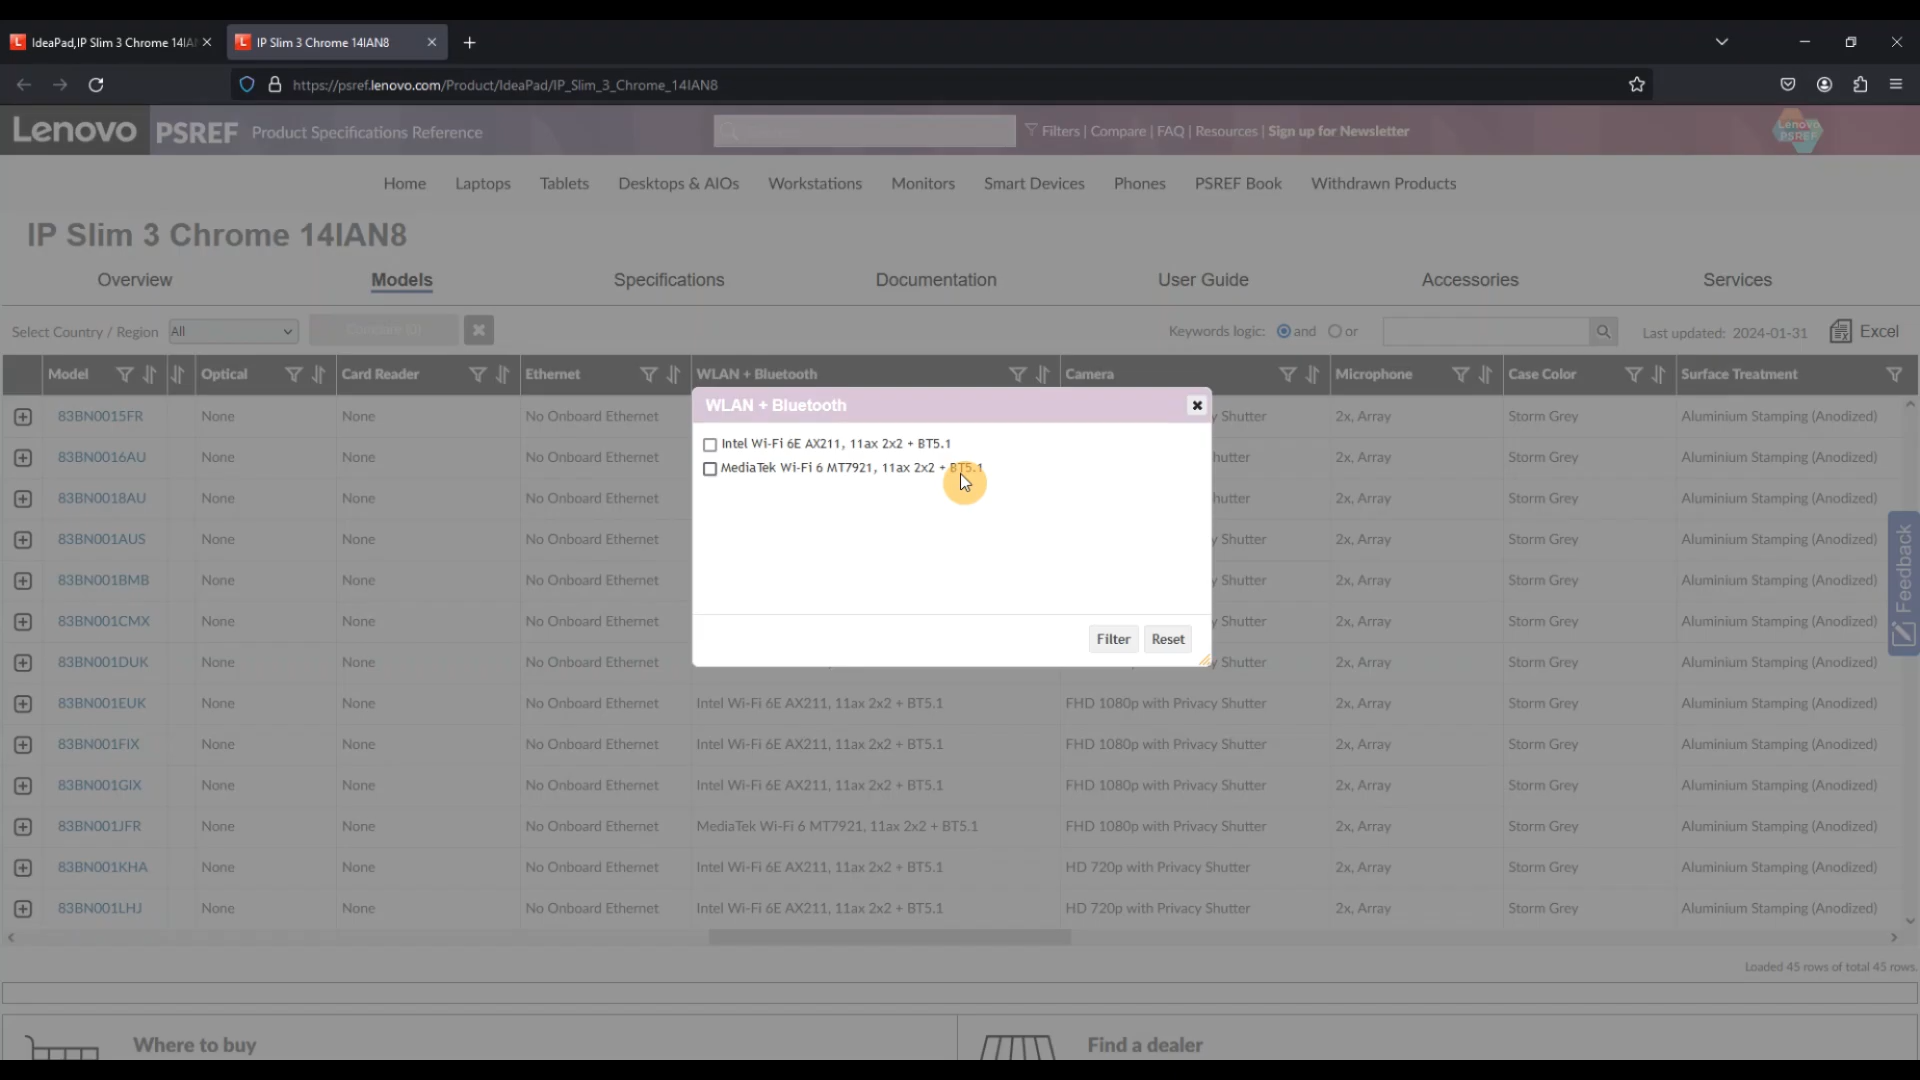 IdeaPad,IP Slim 3 Chrome 14IA
IP Slim 3 Chrome 14IAN8
https://psref.lenovo.com/Product/IdeaPad/IP_Slim_3_Chrome_14IAN8
Lenovo PSREF Product Specifications Reference
Filters | Compare | FAQ | Resources | Sign up for Newsletter
Lenovo PSREF
Home Laptops Tablets Desktops & AIOs Workstations Monitors Smart Devices Phones PSREF Book Withdrawn Products
IP Slim 3 Chrome 14IAN8
Overview Models Specifications Documentation User Guide Accessories Services
Select Country / Region All Compare (0) Keywords logic: and or Last updated: 2024-01-31 Excel
Model Optical Card Reader Ethernet WLAN + Bluetooth Camera Microphone Case Color Surface Treatment
WLAN + Bluetooth
Intel Wi-Fi 6E AX211, 11ax 2x2 + BT5.1
MediaTek Wi-Fi 6 MT7921, 11ax 2x2 + BT5.1
Filter Reset
83BN0015FR None None No Onboard Ethernet y Shutter 2x, Array Storm Grey Aluminium Stamping (Anodized)
83BN0016AU None None No Onboard Ethernet hutter 2x, Array Storm Grey Aluminium Stamping (Anodized)
83BN0018AU None None No Onboard Ethernet hutter 2x, Array Storm Grey Aluminium Stamping (Anodized)
83BN001AUS None None No Onboard Ethernet y Shutter 2x, Array Storm Grey Aluminium Stamping (Anodized)
83BN001BMB None None No Onboard Ethernet y Shutter 2x, Array Storm Grey Aluminium Stamping (Anodized)
83BN001CMX None None No Onboard Ethernet y Shutter 2x, Array Storm Grey Aluminium Stamping (Anodized)
83BN001DUK None None No Onboard Ethernet y Shutter 2x, Array Storm Grey Aluminium Stamping (Anodized)
83BN001EUK None None No Onboard Ethernet Intel Wi-Fi 6E AX211, 11ax 2x2 + BT5.1 FHD 1080p with Privacy Shutter 2x, Array Storm Grey Aluminium Stamping (Anodized)
83BN001FIX None None No Onboard Ethernet Intel Wi-Fi 6E AX211, 11ax 2x2 + BT5.1 FHD 1080p with Privacy Shutter 2x, Array Storm Grey Aluminium Stamping (Anodized)
83BN001GIX None None No Onboard Ethernet Intel Wi-Fi 6E AX211, 11ax 2x2 + BT5.1 FHD 1080p with Privacy Shutter 2x, Array Storm Grey Aluminium Stamping (Anodized)
83BN001JFR None None No Onboard Ethernet MediaTek Wi-Fi 6 MT7921, 11ax 2x2 + BT5.1 FHD 1080p with Privacy Shutter 2x, Array Storm Grey Aluminium Stamping (Anodized)
83BN001KHA None None No Onboard Ethernet Intel Wi-Fi 6E AX211, 11ax 2x2 + BT5.1 HD 720p with Privacy Shutter 2x, Array Storm Grey Aluminium Stamping (Anodized)
83BN001LHJ None None No Onboard Ethernet Intel Wi-Fi 6E AX211, 11ax 2x2 + BT5.1 HD 720p with Privacy Shutter 2x, Array Storm Grey Aluminium Stamping (Anodized)
Feedback
Loaded 45 rows of total 45 rows.
Where to buy Find a dealer